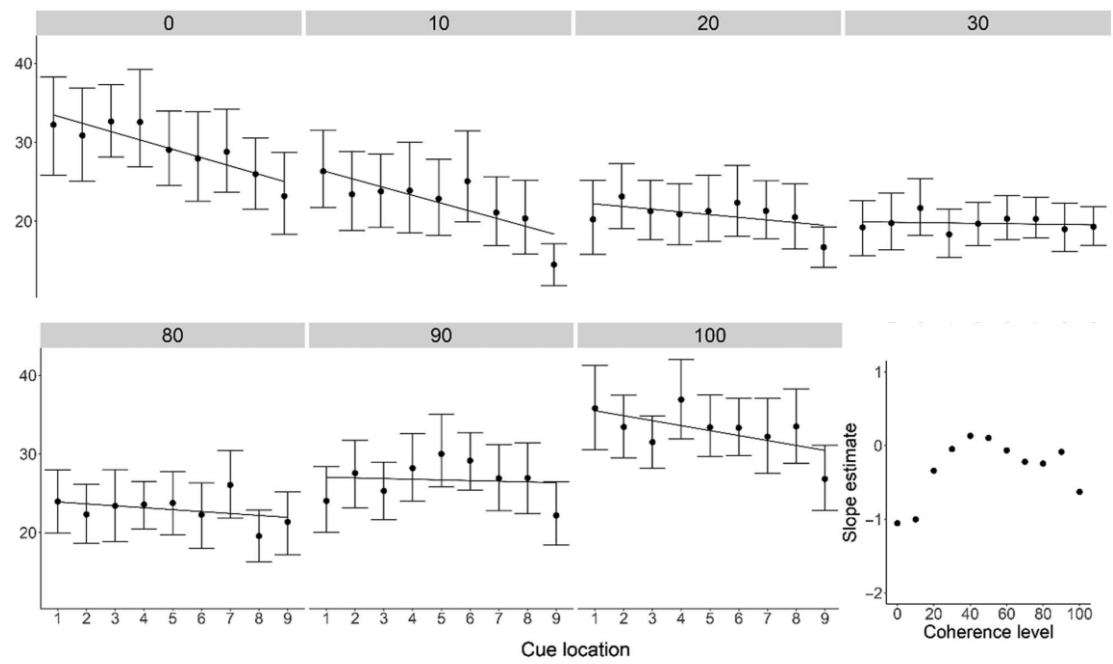 0 10 20 30
40
30
20
80 90 100
40
30
20
1 2 3 4 5 6 7 8 9 1 2 3 4 5 6 7 8 9 1 2 3 4 5 6 7 8 9
Cue location
Slope estimate
1
0
−1
−2
0 20 40 60 80 100
Coherence level